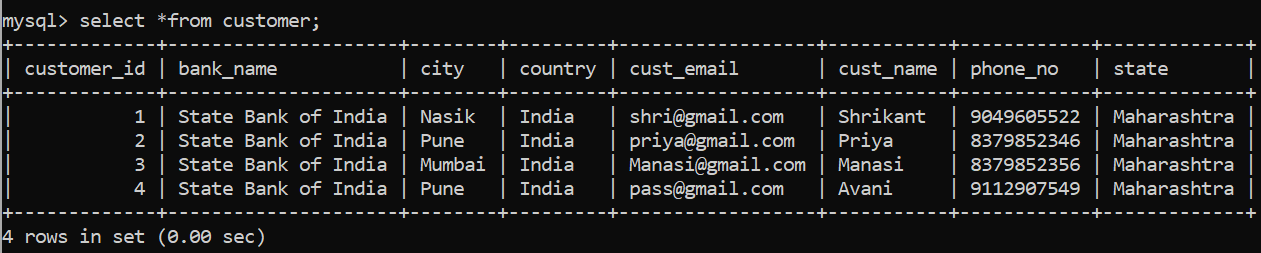 mysql> select *from customer;
+-------------+---------------------+--------+---------+------------------+-----------+------------+-------------+
| customer_id | bank_name           | city   | country | cust_email       | cust_name | phone_no   | state       |
+-------------+---------------------+--------+---------+------------------+-----------+------------+-------------+
|           1 | State Bank of India | Nasik  | India   | shri@gmail.com   | Shrikant  | 9049605522 | Maharashtra |
|           2 | State Bank of India | Pune   | India   | priya@gmail.com  | Priya     | 8379852346 | Maharashtra |
|           3 | State Bank of India | Mumbai | India   | Manasi@gmail.com | Manasi    | 8379852356 | Maharashtra |
|           4 | State Bank of India | Pune   | India   | pass@gmail.com   | Avani     | 9112907549 | Maharashtra |
+-------------+---------------------+--------+---------+------------------+-----------+------------+-------------+
4 rows in set (0.00 sec)